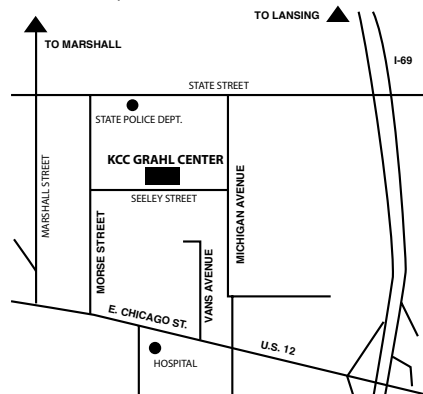 TO LANSING
TO MARSHALL
I-69
STATE STREET
STATE POLICE DEPT.
KCC GRAHL CENTER
SEELEY STREET
MARSHALL STREET
MORSE STREET
VANS AVENUE
MICHIGAN AVENUE
E. CHICAGO ST.
U.S. 12
HOSPITAL